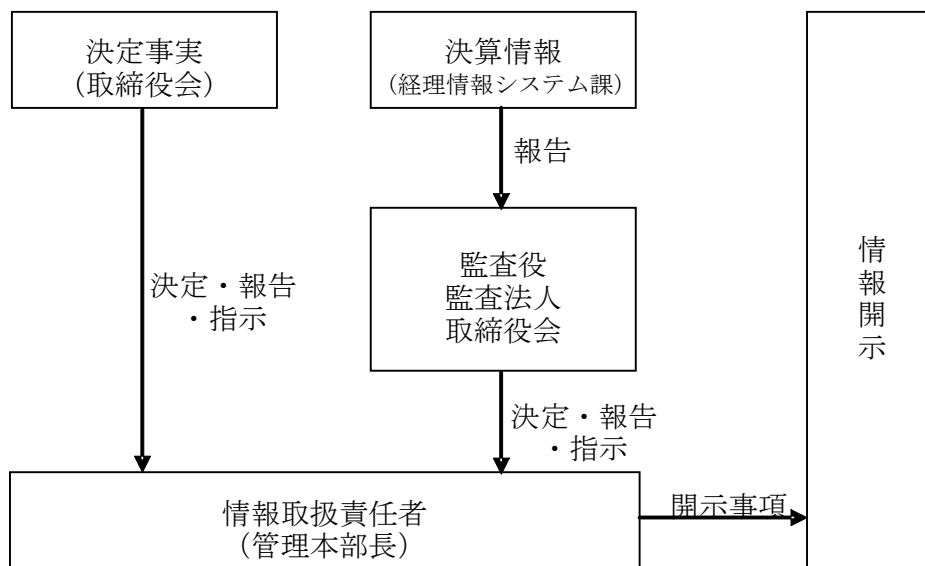 決定事実
（取締役会）
決算情報
（経理情報システム課）
報告
監査役
監査法人
取締役会
決定・報告
・指示
決定・報告
・指示
情報取扱責任者
（管理本部長）
開示事項
情報開示